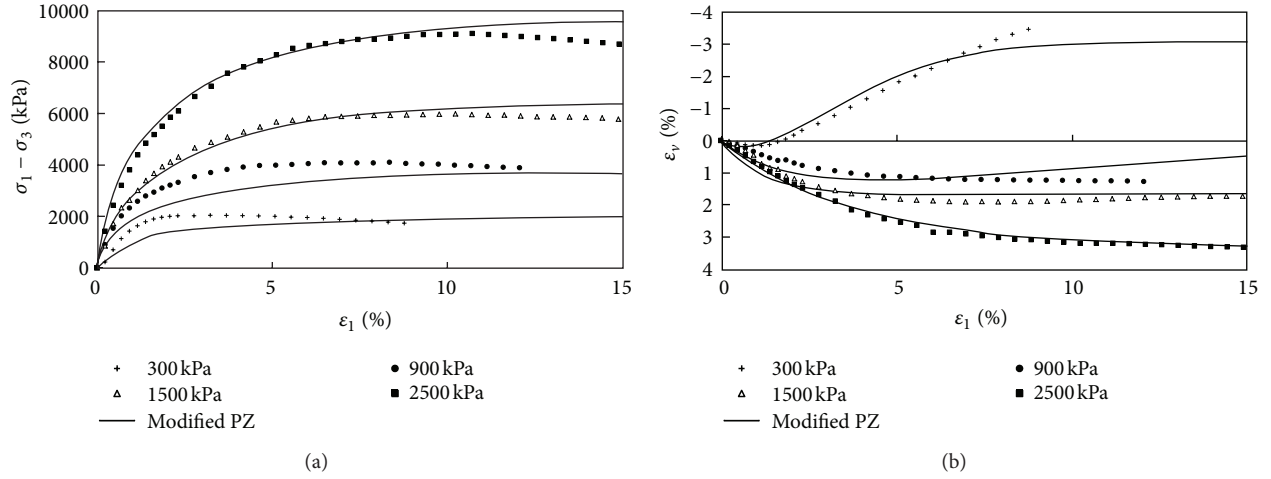 10000
8000
6000
4000
2000
0
σ₁ − σ₃ (kPa)
0 5 10 15
ε₁ (%)
300 kPa 900 kPa
1500 kPa 2500 kPa
Modified PZ
(a)
−4
−3
−2
−1
0
1
2
3
4
εᵥ (%)
0 5 10 15
ε₁ (%)
300 kPa 900 kPa
1500 kPa 2500 kPa
Modified PZ
(b)